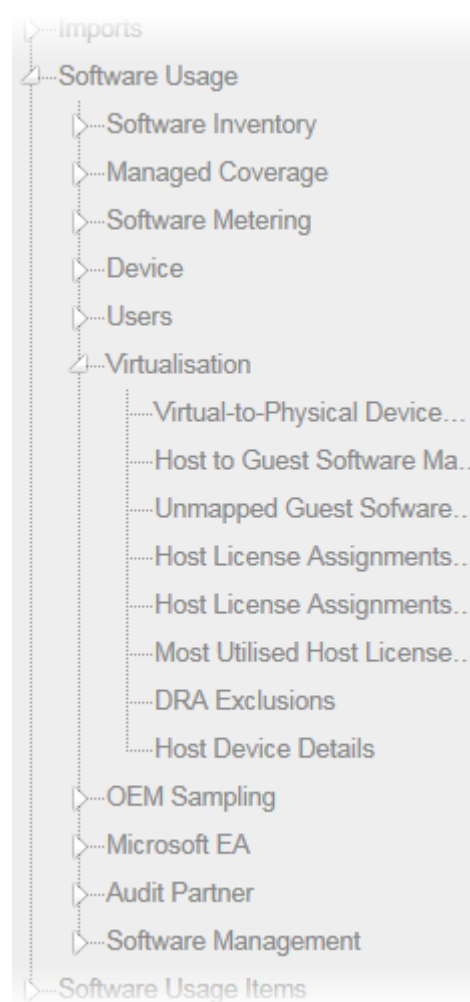 Imports
Software Usage
Software Inventory
Managed Coverage
Software Metering
Device
Users
Virtualisation
Virtual-to-Physical Device...
Host to Guest Software Ma..
Unmapped Guest Sofware..
Host License Assignments..
Host License Assignments..
Most Utilised Host License..
DRA Exclusions
Host Device Details
OEM Sampling
Microsoft EA
Audit Partner
Software Management
Software Usage Items